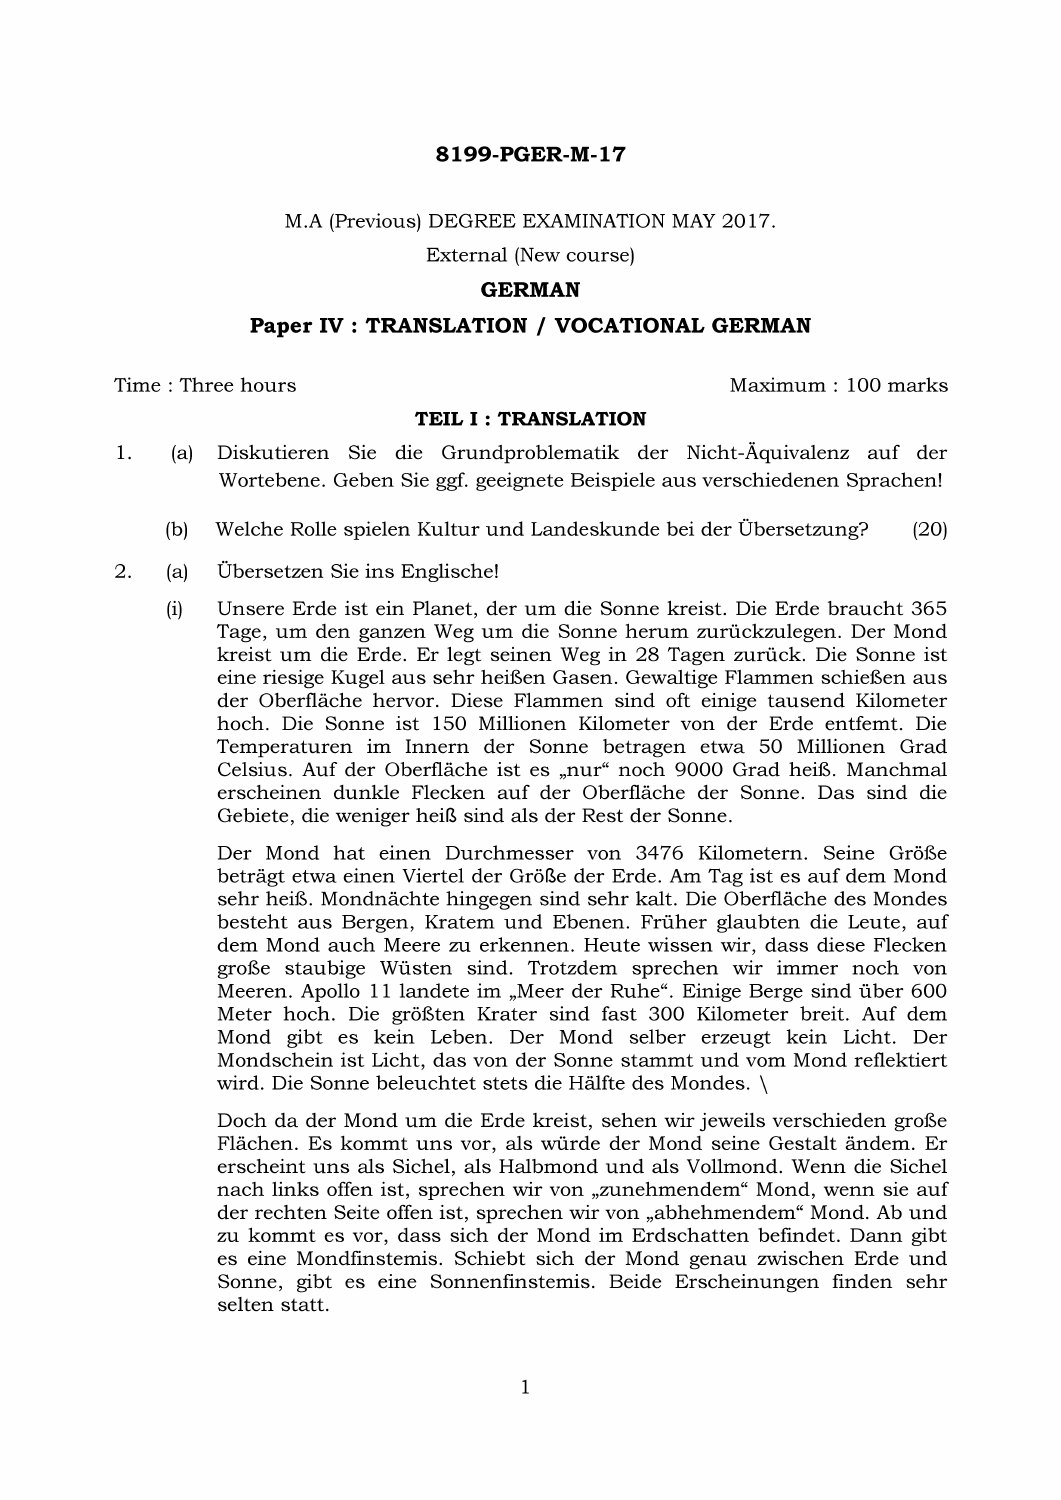 8199-PGER-M-17
M.A (Previous) DEGREE EXAMINATION MAY 2017.
External (New course)
GERMAN
Paper IV : TRANSLATION / VOCATIONAL GERMAN
Time : Three hours Maximum : 100 marks
TEIL I : TRANSLATION
1. (a) Diskutieren Sie die Grundproblematik der Nicht-Äquivalenz auf der
Wortebene. Geben Sie ggf. geeignete Beispiele aus verschiedenen Sprachen!
(b) Welche Rolle spielen Kultur und Landeskunde bei der Übersetzung? (20)
2. (a) Übersetzen Sie ins Englische!
(i) Unsere Erde ist ein Planet, der um die Sonne kreist. Die Erde braucht 365
Tage, um den ganzen Weg um die Sonne herum zurückzulegen. Der Mond
kreist um die Erde. Er legt seinen Weg in 28 Tagen zurück. Die Sonne ist
eine riesige Kugel aus sehr heißen Gasen. Gewaltige Flammen schießen aus
der Oberfläche hervor. Diese Flammen sind oft einige tausend Kilometer
hoch. Die Sonne ist 150 Millionen Kilometer von der Erde entfemt. Die
Temperaturen im Innern der Sonne betragen etwa 50 Millionen Grad
Celsius. Auf der Oberfläche ist es „nur“ noch 9000 Grad heiß. Manchmal
erscheinen dunkle Flecken auf der Oberfläche der Sonne. Das sind die
Gebiete, die weniger heiß sind als der Rest der Sonne.
Der Mond hat einen Durchmesser von 3476 Kilometern. Seine Größe
beträgt etwa einen Viertel der Größe der Erde. Am Tag ist es auf dem Mond
sehr heiß. Mondnächte hingegen sind sehr kalt. Die Oberfläche des Mondes
besteht aus Bergen, Kratem und Ebenen. Früher glaubten die Leute, auf
dem Mond auch Meere zu erkennen. Heute wissen wir, dass diese Flecken
große staubige Wüsten sind. Trotzdem sprechen wir immer noch von
Meeren. Apollo 11 landete im „Meer der Ruhe“. Einige Berge sind über 600
Meter hoch. Die größten Krater sind fast 300 Kilometer breit. Auf dem
Mond gibt es kein Leben. Der Mond selber erzeugt kein Licht. Der
Mondschein ist Licht, das von der Sonne stammt und vom Mond reflektiert
wird. Die Sonne beleuchtet stets die Hälfte des Mondes. \
Doch da der Mond um die Erde kreist, sehen wir jeweils verschieden große
Flächen. Es kommt uns vor, als würde der Mond seine Gestalt ändem. Er
erscheint uns als Sichel, als Halbmond und als Vollmond. Wenn die Sichel
nach links offen ist, sprechen wir von „zunehmendem“ Mond, wenn sie auf
der rechten Seite offen ist, sprechen wir von „abhehmendem“ Mond. Ab und
zu kommt es vor, dass sich der Mond im Erdschatten befindet. Dann gibt
es eine Mondfinstemis. Schiebt sich der Mond genau zwischen Erde und
Sonne, gibt es eine Sonnenfinstemis. Beide Erscheinungen finden sehr
selten statt.
1